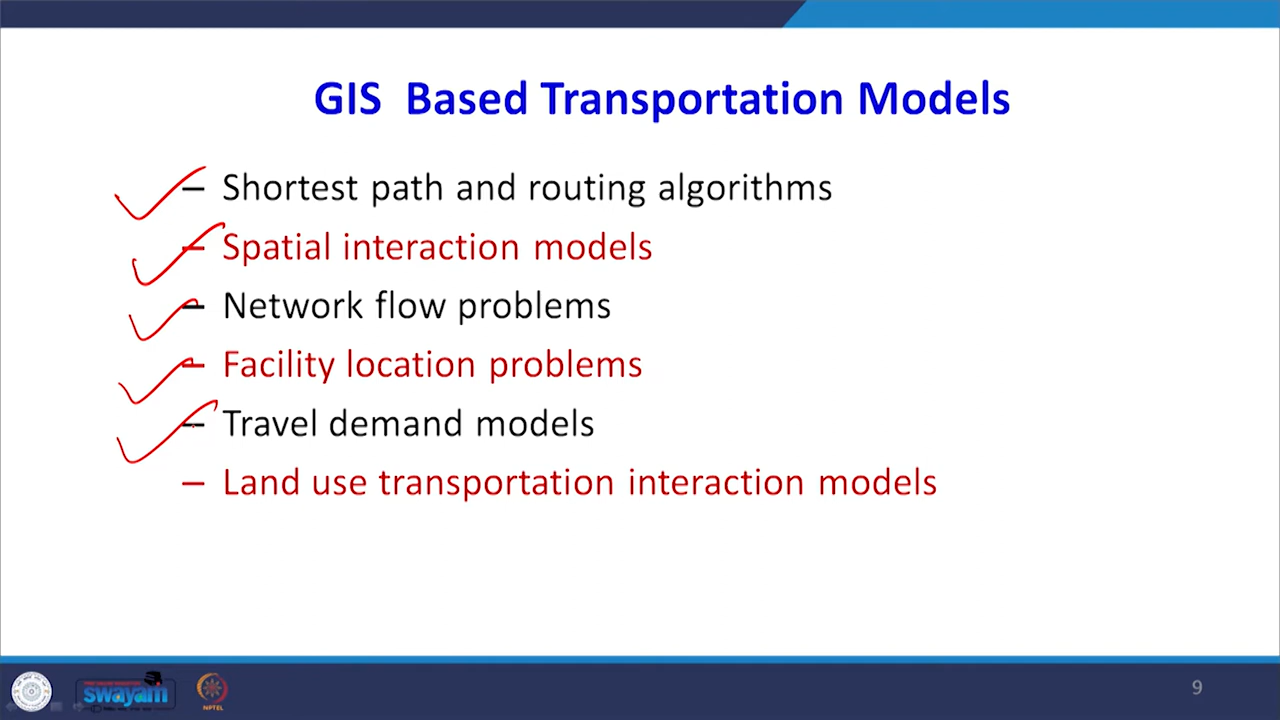 GIS Based Transportation Models
– Shortest path and routing algorithms
– Spatial interaction models
– Network flow problems
– Facility location problems
– Travel demand models
– Land use transportation interaction models
swayam
NPTEL
9